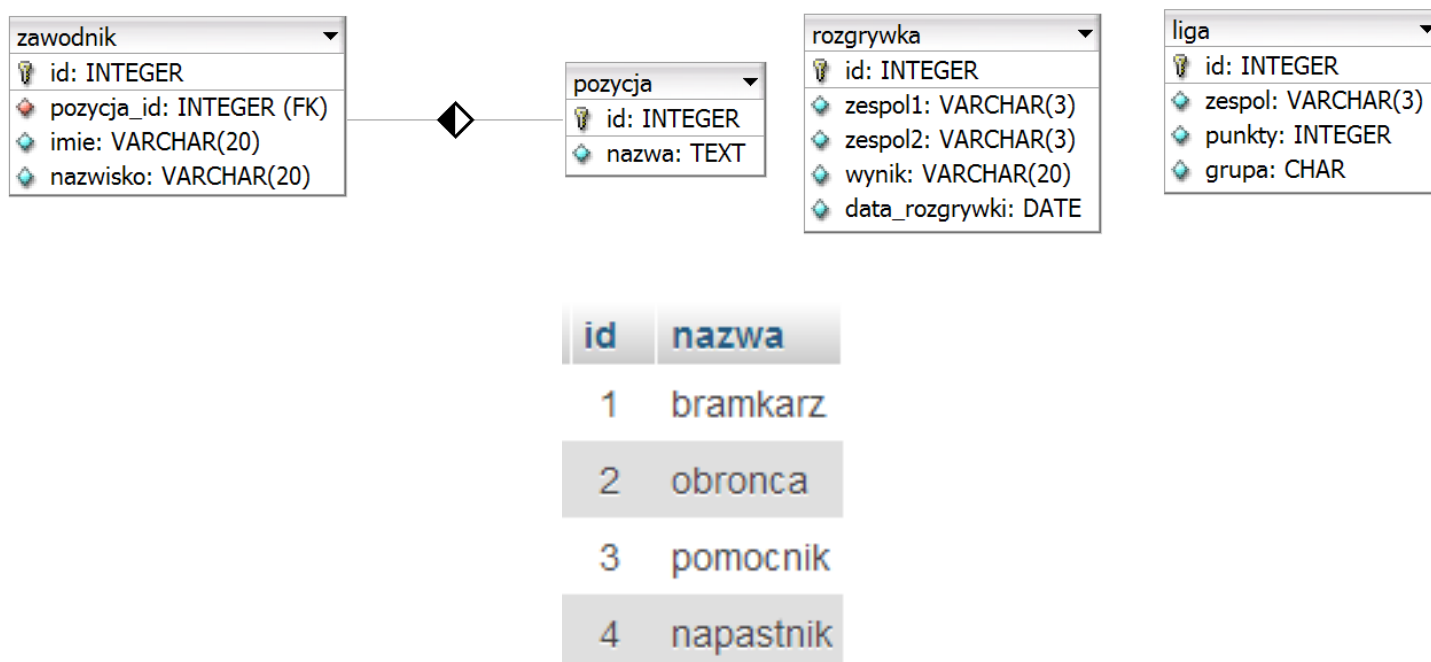 zawodnik
id: INTEGER
pozycja_id: INTEGER (FK)
imie: VARCHAR(20)
nazwisko: VARCHAR(20)
pozycja
id: INTEGER
nazwa: TEXT
rozgrywka
id: INTEGER
zespol1: VARCHAR(3)
zespol2: VARCHAR(3)
wynik: VARCHAR(20)
data_rozgrywki: DATE
liga
id: INTEGER
zespol: VARCHAR(3)
punkty: INTEGER
grupa: CHAR
id nazwa
1 bramkarz
2 obronca
3 pomocnik
4 napastnik